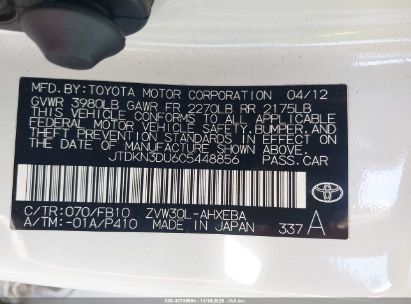 MFD. BY: TOYOTA MOTOR CORPORATION 04/12
GVWR 3980LB GAWR FR 2270LB RR 2175LB
THIS VEHICLE CONFORMS TO ALL APPLICABLE
FEDERAL MOTOR VEHICLE SAFETY, BUMPER, AND
THEFT PREVENTION STANDARDS IN EFFECT ON
THE DATE OF MANUFACTURE SHOWN ABOVE.
JTDKN3DU6C5448856 PASS. CAR
TOYOTA
C/TR:070/FB10 ZVW30L-AHXEBA
A/TM:-01A/P410 MADE IN JAPAN 337 A